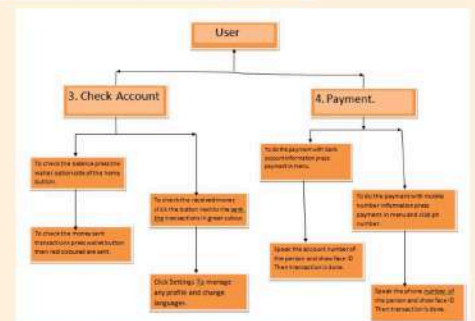 User
3. Check Account
4. Payment.
To check the balance press the
wallet option side of the home
button.
To check the money sent
transactions press wallet button
then red coloured are sent.
To check the received money
click the button next to the sent
transactions in green colour.
Click Settings To manage
any profile and change
languages.
To do the payment with bank
account information press
payment in menu.
Speak the account number of
the person and show face ID
Then transaction is done.
To do the payment with mobile
number information press
payment in menu and click ph
number.
Speak the phone number of
the person and show face ID
Then transaction is done.